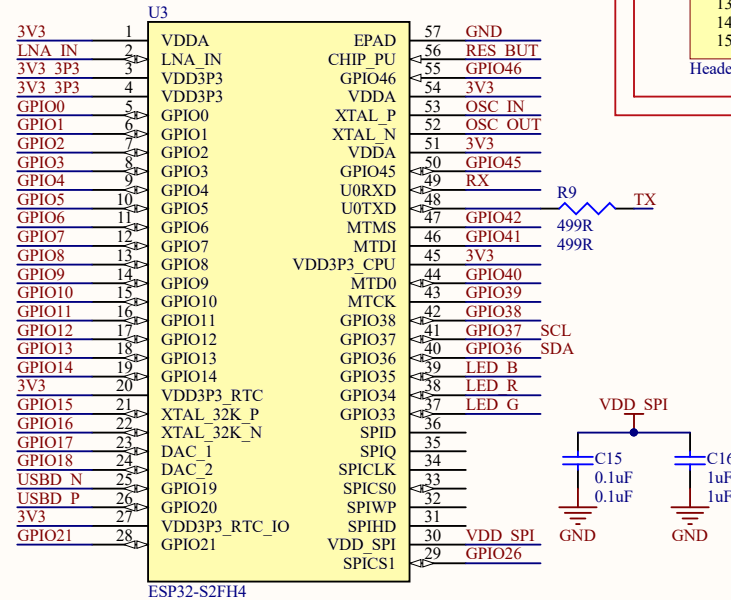 U3
3V3 1 VDDA EPAD 57 GND
LNA_IN 2 LNA_IN CHIP_PU 56 RES_BUT
3V3_3P3 3 VDD3P3 GPIO46 55 GPIO46
3V3_3P3 4 VDD3P3 VDDA 54 3V3
GPIO0 5 GPIO0 XTAL_P 53 OSC_IN
GPIO1 6 GPIO1 XTAL_N 52 OSC_OUT
GPIO2 7 GPIO2 VDDA 51 3V3
GPIO3 8 GPIO3 GPIO45 50 GPIO45
GPIO4 9 GPIO4 U0RXD 49 RX
GPIO5 10 GPIO5 U0TXD 48 R9 TX
499R
499R
GPIO6 11 GPIO6 MTMS 47 GPIO42
GPIO7 12 GPIO7 MTDI 46 GPIO41
GPIO8 13 GPIO8 VDD3P3_CPU 45 3V3
GPIO9 14 GPIO9 MTD0 44 GPIO40
GPIO10 15 GPIO10 MTCK 43 GPIO39
GPIO11 16 GPIO11 GPIO38 42 GPIO38
GPIO12 17 GPIO12 GPIO37 41 GPIO37 SCL
GPIO13 18 GPIO13 GPIO36 40 GPIO36 SDA
GPIO14 19 GPIO14 GPIO35 39 LED_B
3V3 20 VDD3P3_RTC GPIO34 38 LED_R
GPIO15 21 XTAL_32K_P GPIO33 37 LED_G
GPIO16 22 XTAL_32K_N SPID 36
GPIO17 23 DAC_1 SPIQ 35
GPIO18 24 DAC_2 SPICLK 34
USBD_N 25 GPIO19 SPICS0 33
USBD_P 26 GPIO20 SPIWP 32
3V3 27 VDD3P3_RTC_IO SPIHD 31
GPIO21 28 GPIO21 VDD_SPI 30 VDD_SPI
SPICS1 29 GPIO26
ESP32-S2FH4
13
14
15
Heade
VDD_SPI
C15
0.1uF
0.1uF
GND
C16
1uF
1uF
GND